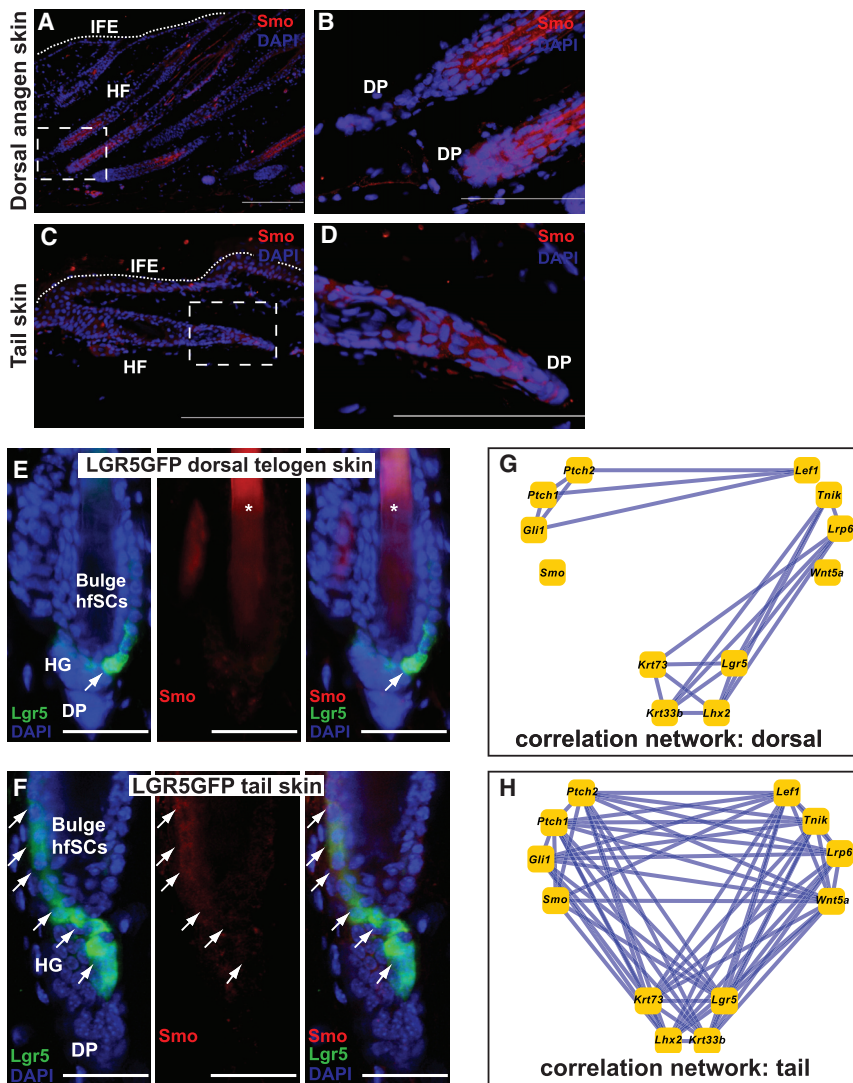 Dorsal anagen skin
A
IFE
Smo
DAPI
HF
B
Smo
DAPI
DP
DP
Tail skin
C
Smo
DAPI
IFE
HF
D
Smo
DAPI
DP
E
LGR5GFP dorsal telogen skin
*
*
Bulge
hfSCs
HG
DP
Lgr5
DAPI
Smo
Smo
Lgr5
DAPI
F
LGR5GFP tail skin
Bulge
hfSCs
HG
DP
Lgr5
DAPI
Smo
Smo
Lgr5
DAPI
G
Ptch2
Lef1
Ptch1
Tnik
Gli1
Lrp6
Smo
Wnt5a
Krt73
Lgr5
Krt33b
Lhx2
correlation network: dorsal
H
Ptch2
Lef1
Ptch1
Tnik
Gli1
Lrp6
Smo
Wnt5a
Krt73
Lgr5
Lhx2
Krt33b
correlation network: tail